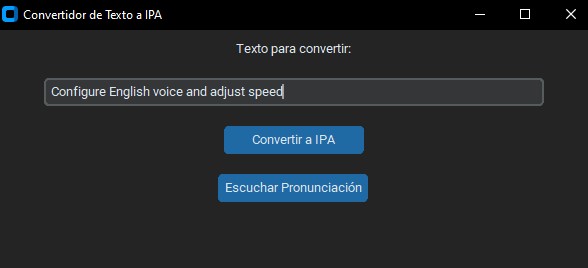 Convertidor de Texto a IPA
Texto para convertir:
Configure English voice and adjust speed
Convertir a IPA
Escuchar Pronunciación